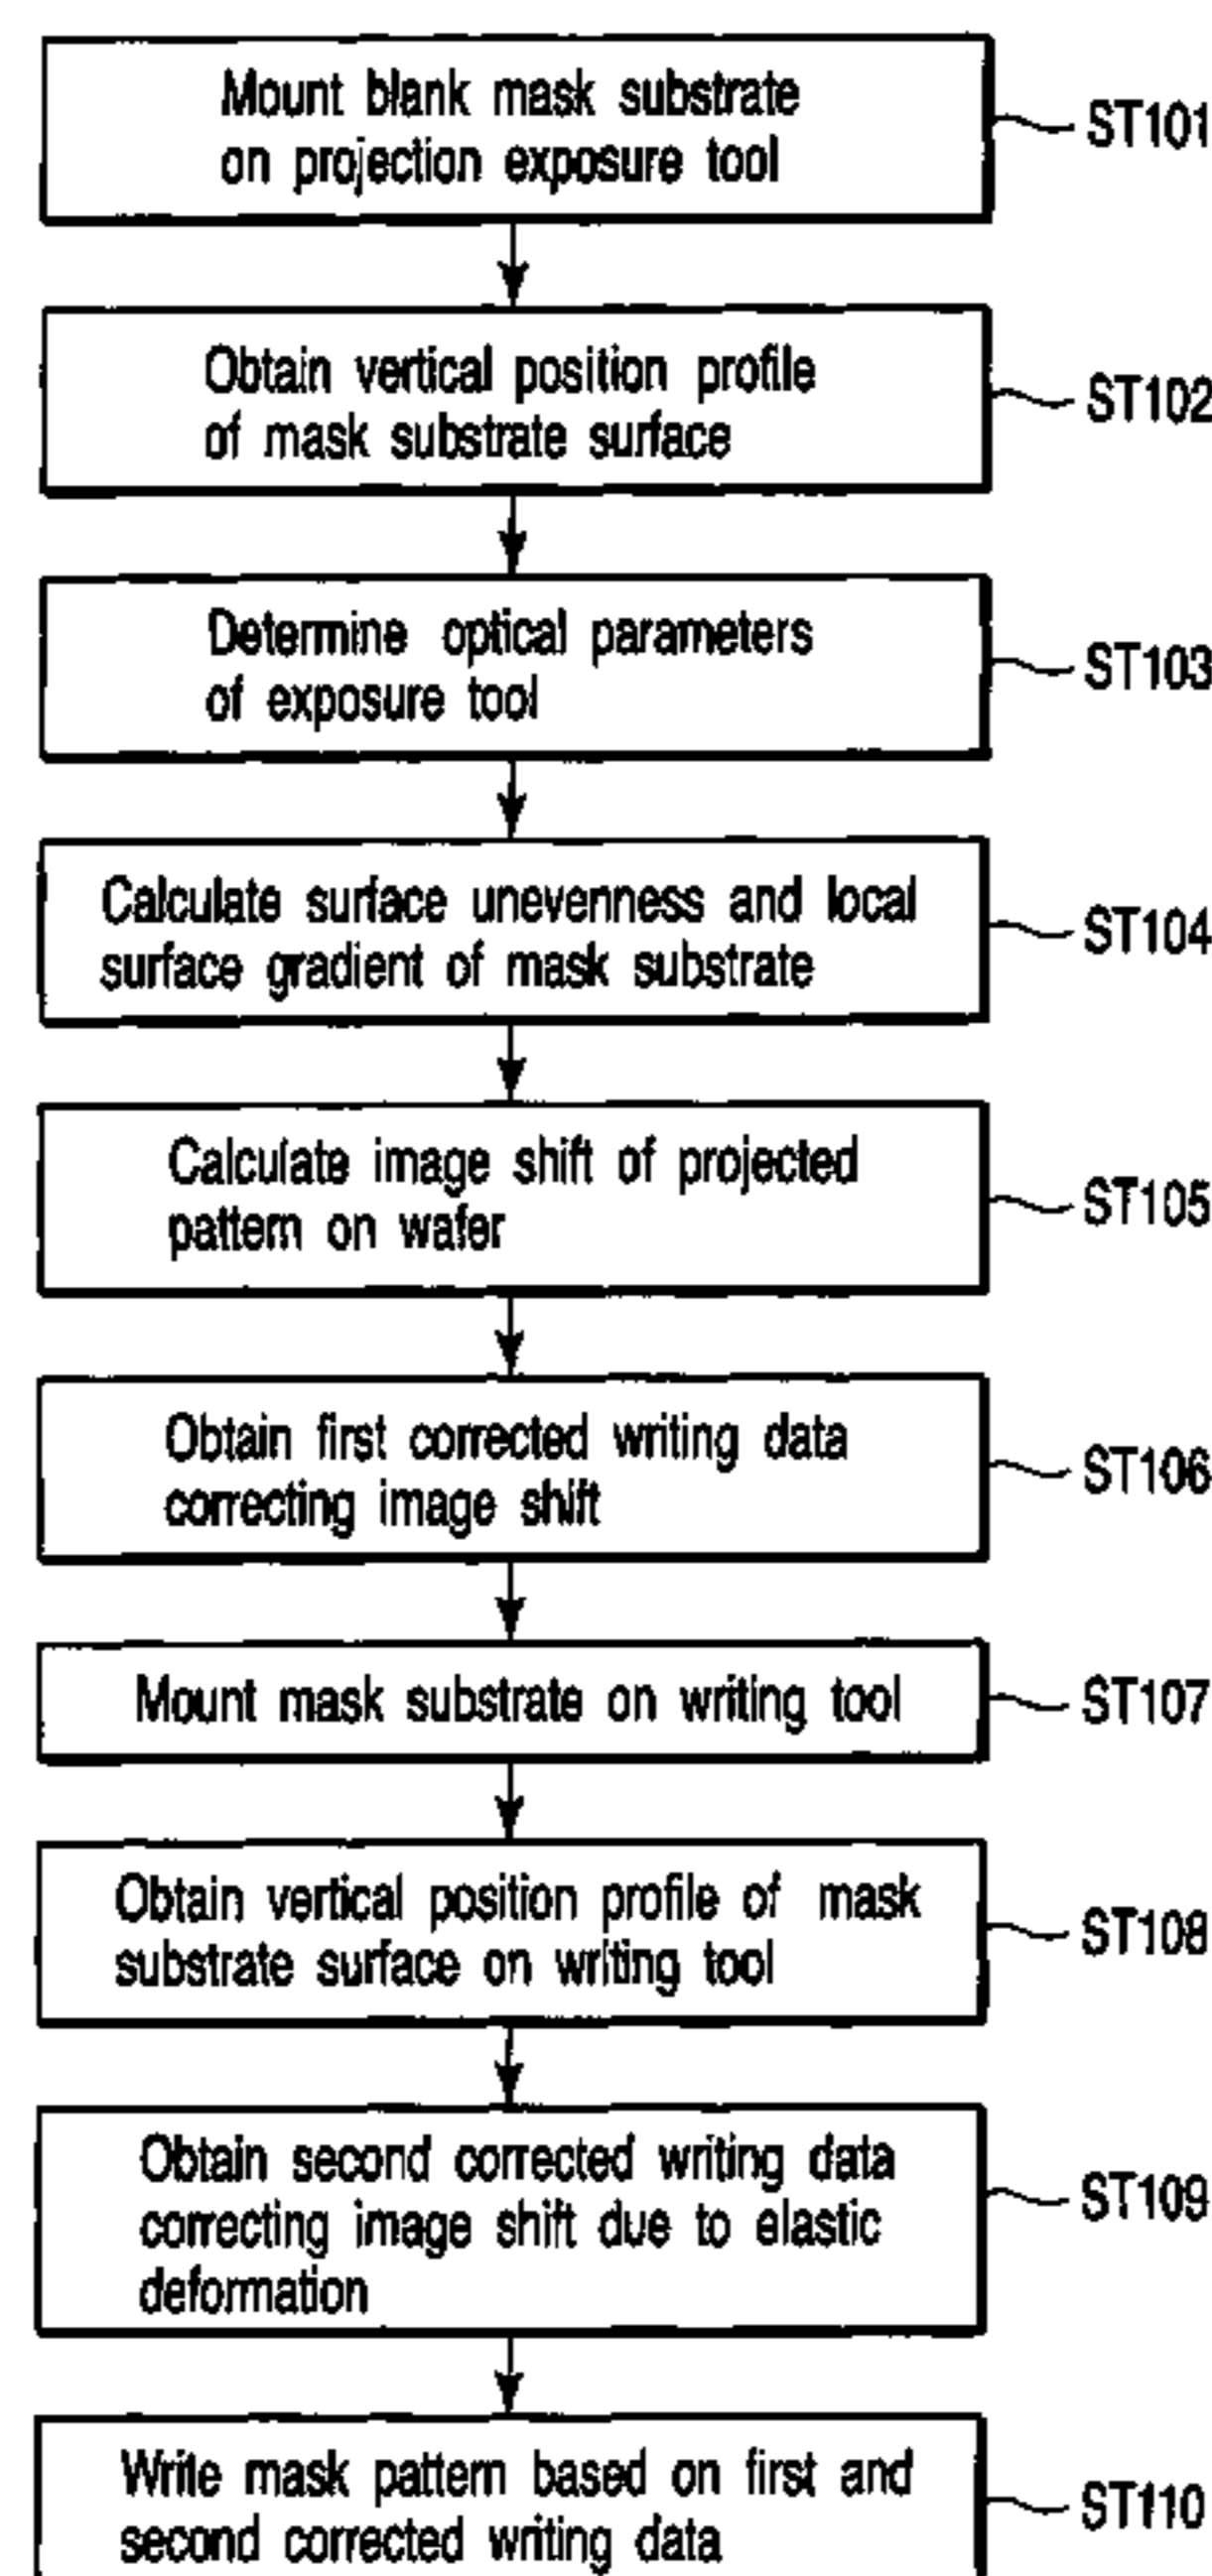 Mount blank mask substrate
on projection exposure tool
ST101
Obtain vertical position profile
of mask substrate surface
ST102
Determine optical parameters
of exposure tool
ST103
Calculate surface unevenness and local
surface gradient of mask substrate
ST104
Calculate image shift of projected
pattern on wafer
ST105
Obtain first corrected writing data
correcting image shift
ST106
Mount mask substrate on writing tool
ST107
Obtain vertical position profile of mask
substrate surface on writing tool
ST108
Obtain second corrected writing data
correcting image shift due to elastic
deformation
ST109
Write mask pattern based on first and
second corrected writing data
ST110